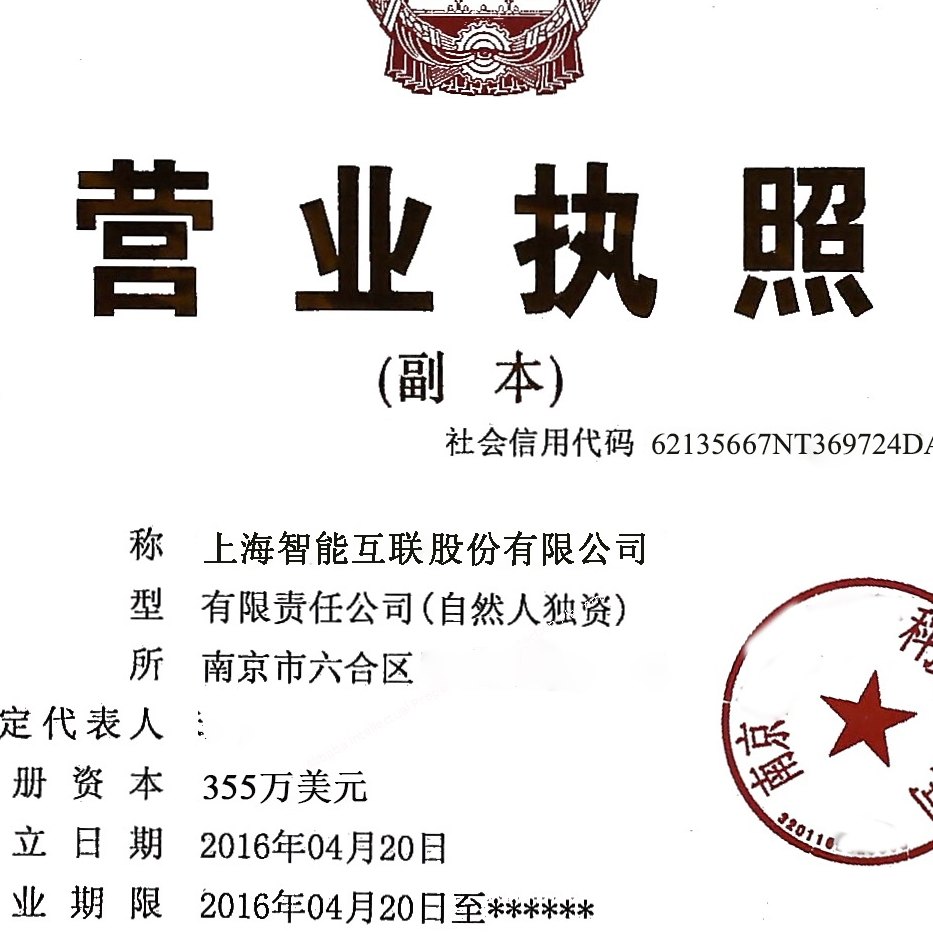 营业执照
(副 本)
社会信用代码 62135667NT369724DA
称 上海智能互联股份有限公司
型 有限责任公司(自然人独资)
所 南京市六合区
定代表人
册资本 355万美元
立日期 2016年04月20日
业期限 2016年04月20日至******
南京
320116